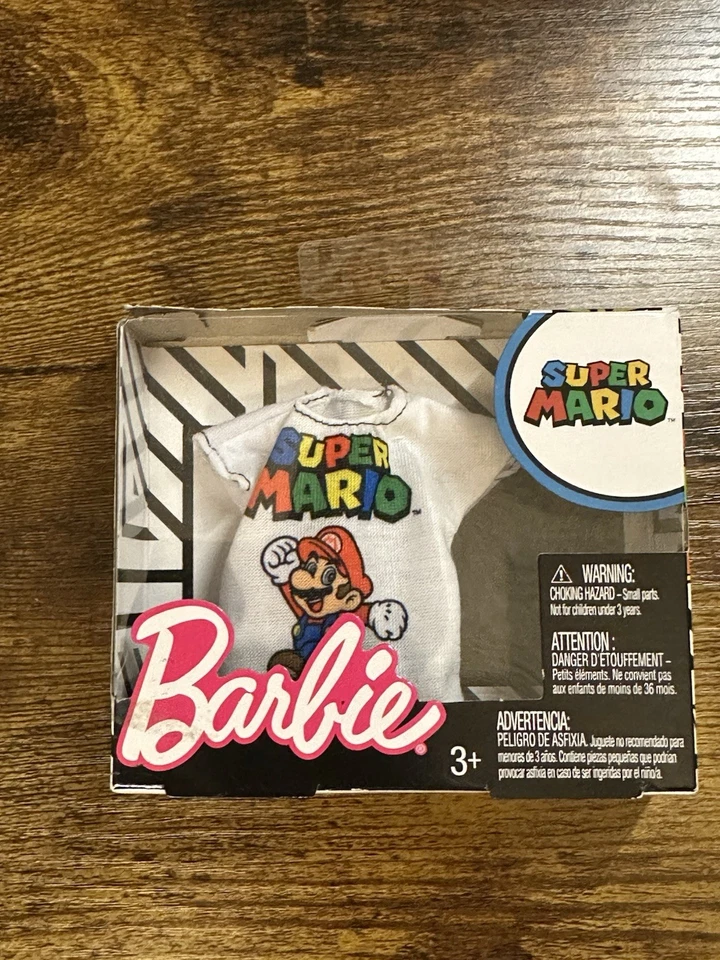 SUPER
MARIO™
SUPER
MARIO™
M
Barbie®
3+
WARNING:
CHOKING HAZARD – Small parts.
Not for children under 3 years.
ATTENTION :
DANGER D'ÉTOUFFEMENT –
Petits éléments. Ne convient pas
aux enfants de moins de 36 mois.
ADVERTENCIA:
PELIGRO DE ASFIXIA. Juguete no recomendado para
menores de 3 años. Contiene piezas pequeñas que podrían
provocar asfixia en caso de ser ingeridas por el niño/a.